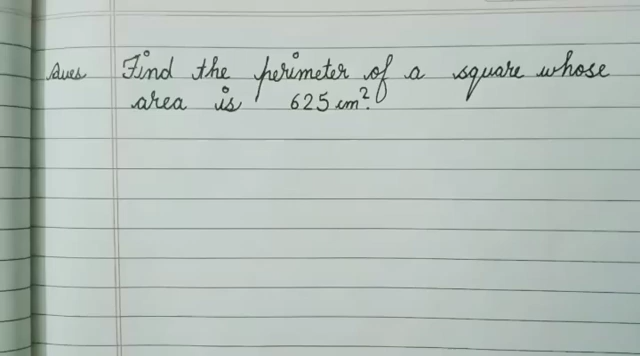 Ques Find the perimeter of a square whose
area is 625 cm².